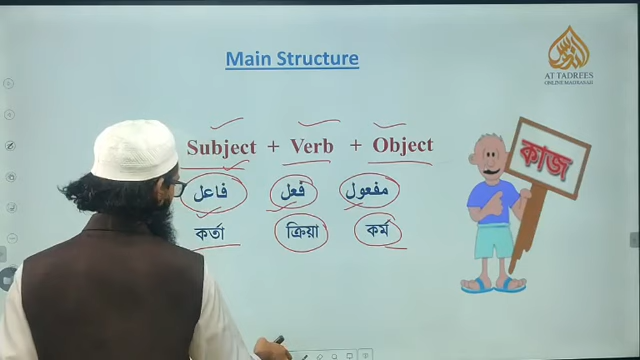 Main Structure
AT TADREES
ONLINE MADRASAH
Subject + Verb + Object
فاعل فعل مفعول
কর্তা ক্রিয়া কর্ম
কাজ